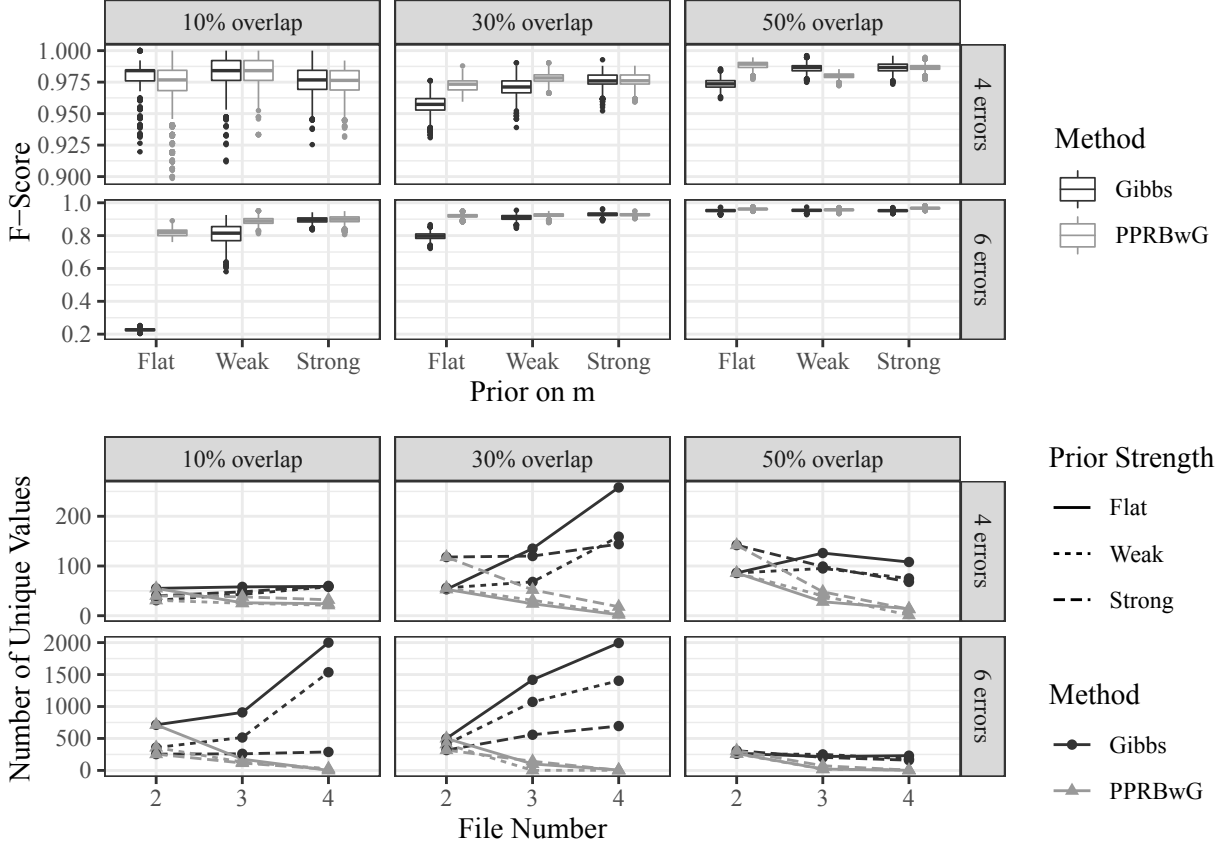 10% overlap
30% overlap
50% overlap
F−Score
1.000
0.975
0.950
0.925
0.900
4 errors
1.0
0.8
0.6
0.4
0.2
6 errors
Flat
Weak
Strong
Flat
Weak
Strong
Flat
Weak
Strong
Prior on m
Method
Gibbs
PPRBwG
10% overlap
30% overlap
50% overlap
Number of Unique Values
200
100
0
4 errors
2000
1500
1000
500
0
6 errors
2
3
4
2
3
4
2
3
4
File Number
Prior Strength
Flat
Weak
Strong
Method
Gibbs
PPRBwG